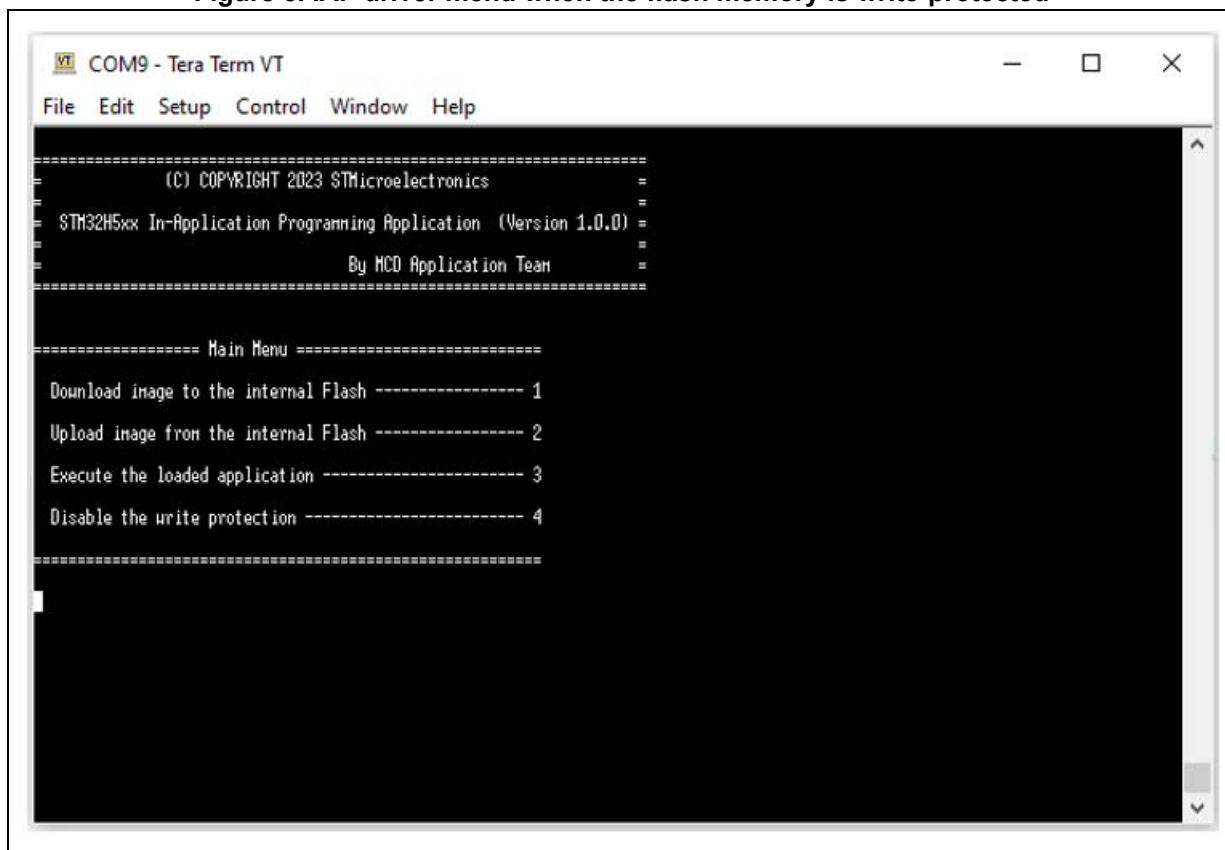 COM9 - Tera Term VT
File Edit Setup Control Window Help
======================================================================
= (C) COPYRIGHT 2023 STMicroelectronics =
= =
= STM32H5xx In-Application Programming Application (Version 1.0.0) =
= =
= By MCD Application Team =
======================================================================
=================== Main Menu ============================
Download image to the internal Flash ----------------- 1
Upload image from the internal Flash ----------------- 2
Execute the loaded application ----------------------- 3
Disable the write protection ------------------------- 4
==========================================================